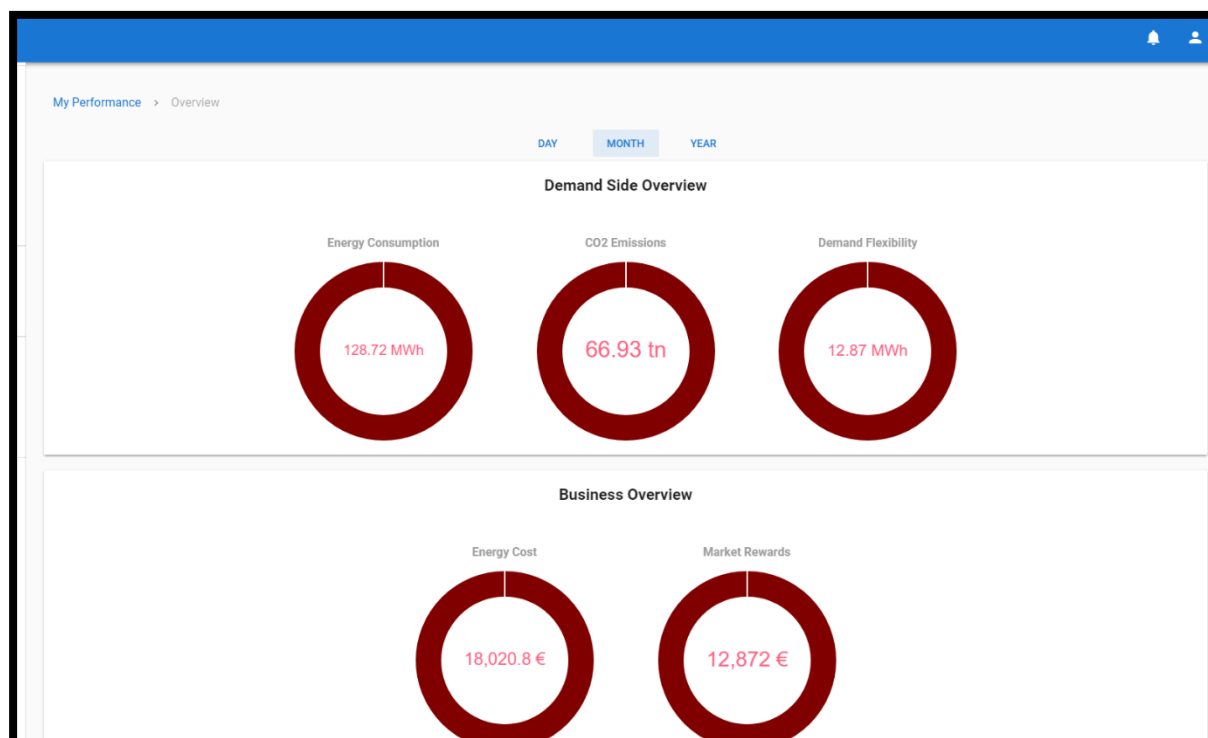 My Performance > Overview
DAY MONTH YEAR
Demand Side Overview
Energy Consumption CO2 Emissions Demand Flexibility
128.72 MWh 66.93 tn 12.87 MWh
Business Overview
Energy Cost Market Rewards
18,020.8 € 12,872 €